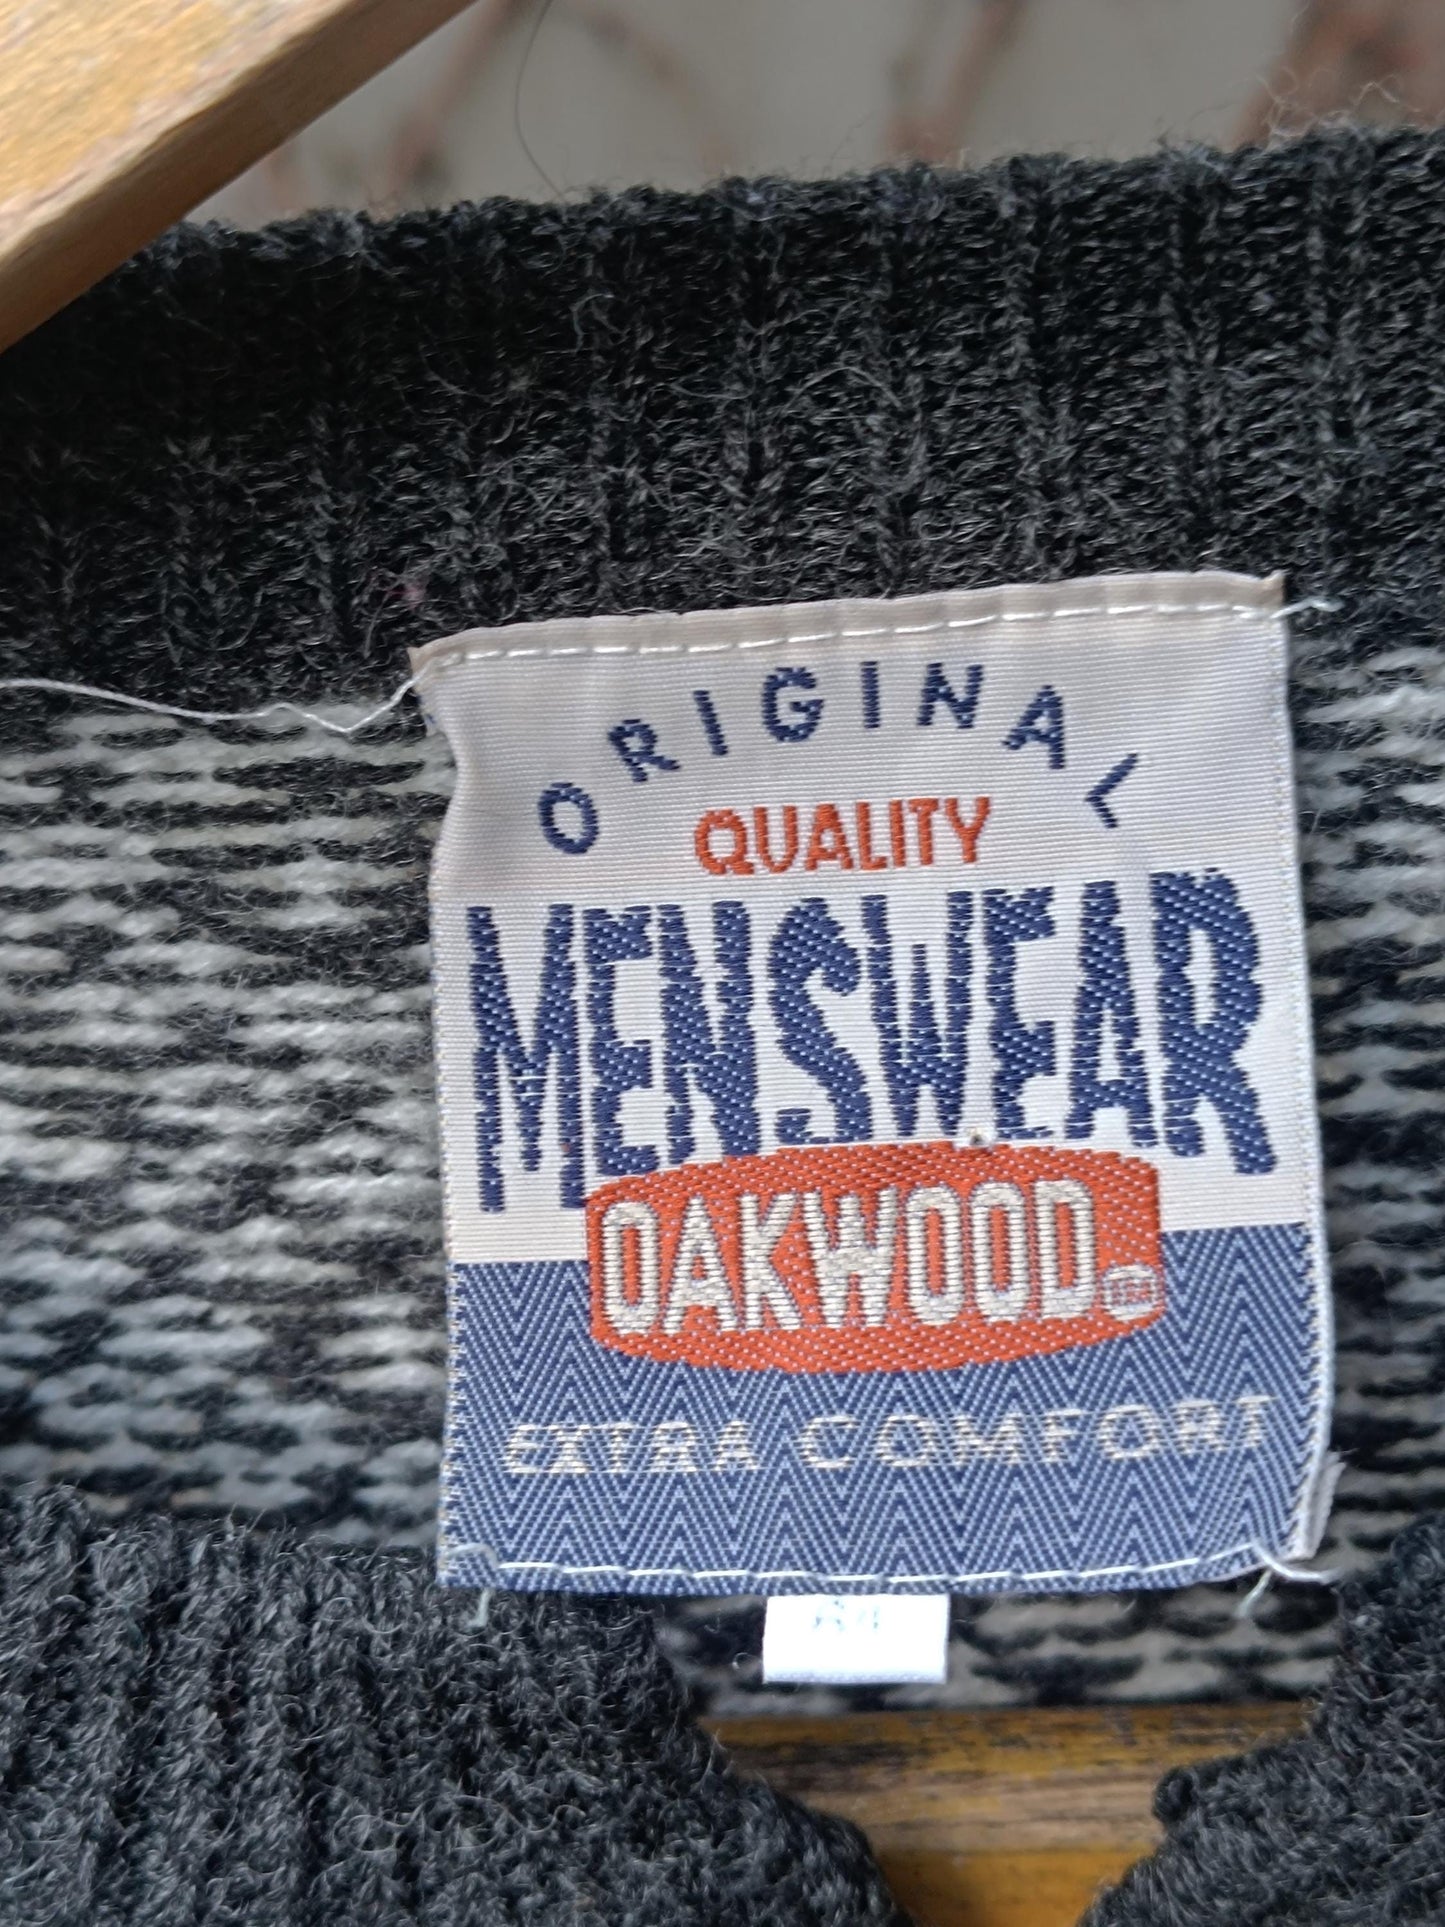 ORIGINAL
QUALITY
MENSWEAR
OAKWOOD
EXTRA COMFORT